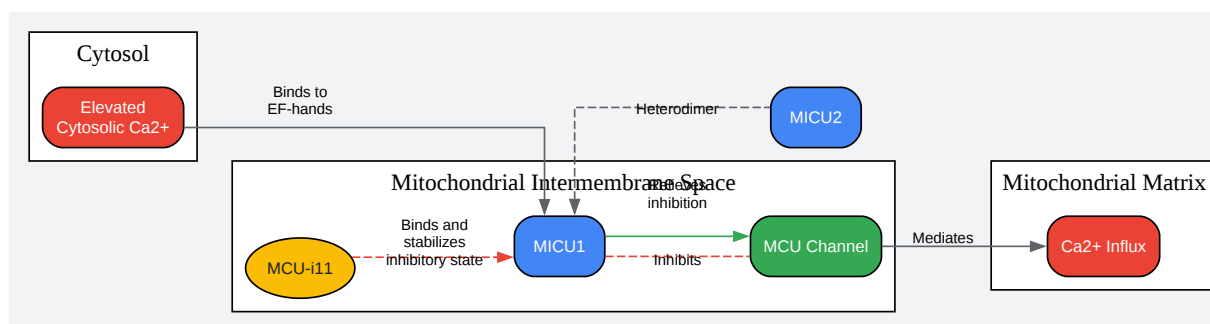 Cytosol
Elevated
Cytosolic Ca2+
Binds to
EF-hands
Heterodimer
MICU2
Mitochondrial Intermembrane Space
Relieves
inhibition
Mitochondrial Matrix
Binds and
stabilizes
inhibitory state
MCU-i11
MICU1
Inhibits
MCU Channel
Mediates
Ca2+ Influx